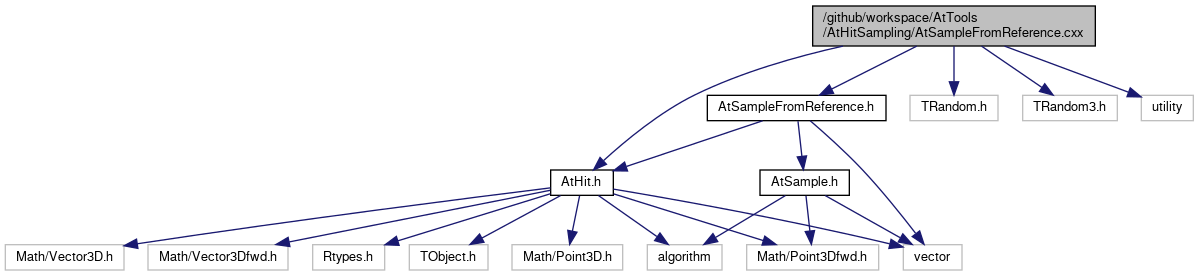 /github/workspace/AtTools
/AtHitSampling/AtSampleFromReference.cxx
AtSampleFromReference.h
TRandom.h
TRandom3.h
utility
AtHit.h
AtSample.h
Math/Vector3D.h
Math/Vector3Dfwd.h
Rtypes.h
TObject.h
Math/Point3D.h
algorithm
Math/Point3Dfwd.h
vector